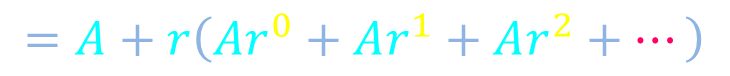 = A + r(Ar⁰ + Ar¹ + Ar² + ⋯)